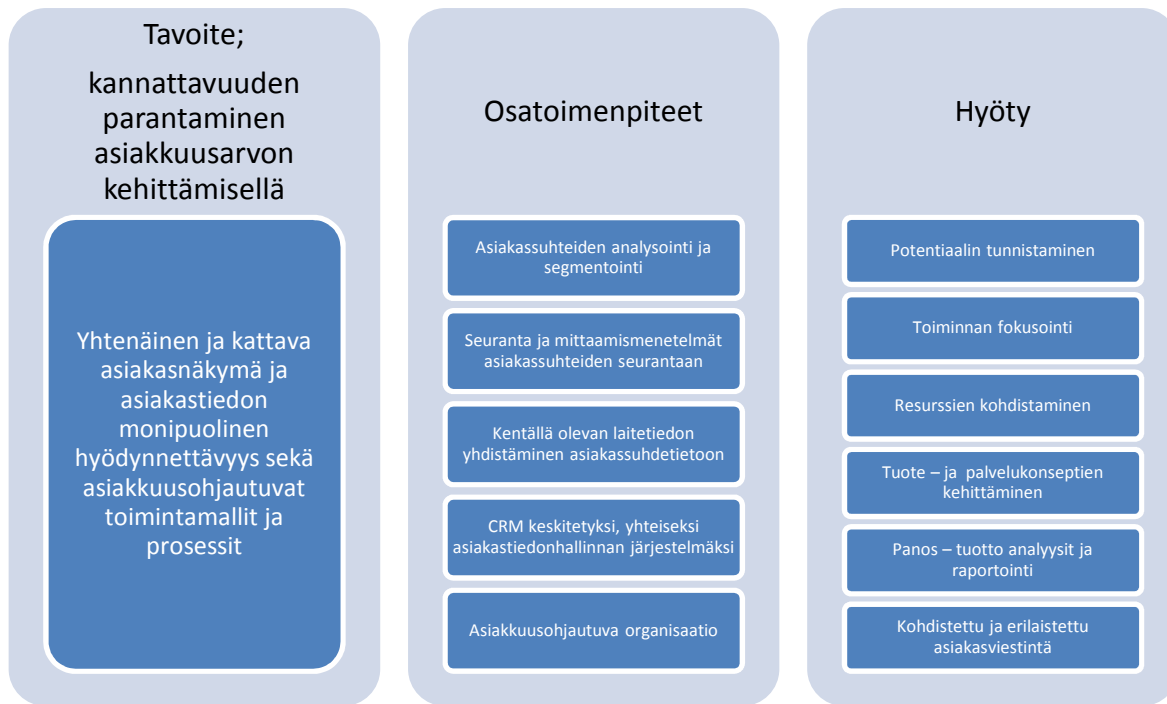 Tavoite;
kannattavuuden
parantaminen
asiakkuusarvon
kehittämisellä
Yhtenäinen ja kattava
asiakasnäkymä ja
asiakastiedon
monipuolinen
hyödynnettävyys sekä
asiakkuusohjautuvat
toimintamallit ja
prosessit
Osatoimenpiteet
Asiakassuhteiden analysointi ja
segmentointi
Seuranta ja mittaamismenetelmät
asiakassuhteiden seurantaan
Kentällä olevan laitetiedon
yhdistäminen asiakassuhdetietoon
CRM keskitetyksi, yhteiseksi
asiakastiedonhallinnan järjestelmäksi
Asiakkuusohjautuva organisaatio
Hyöty
Potentiaalin tunnistaminen
Toiminnan fokusointi
Resurssien kohdistaminen
Tuote – ja palvelukonseptien
kehittäminen
Panos – tuotto analyysit ja
raportointi
Kohdistettu ja erilaistettu
asiakasviestintä